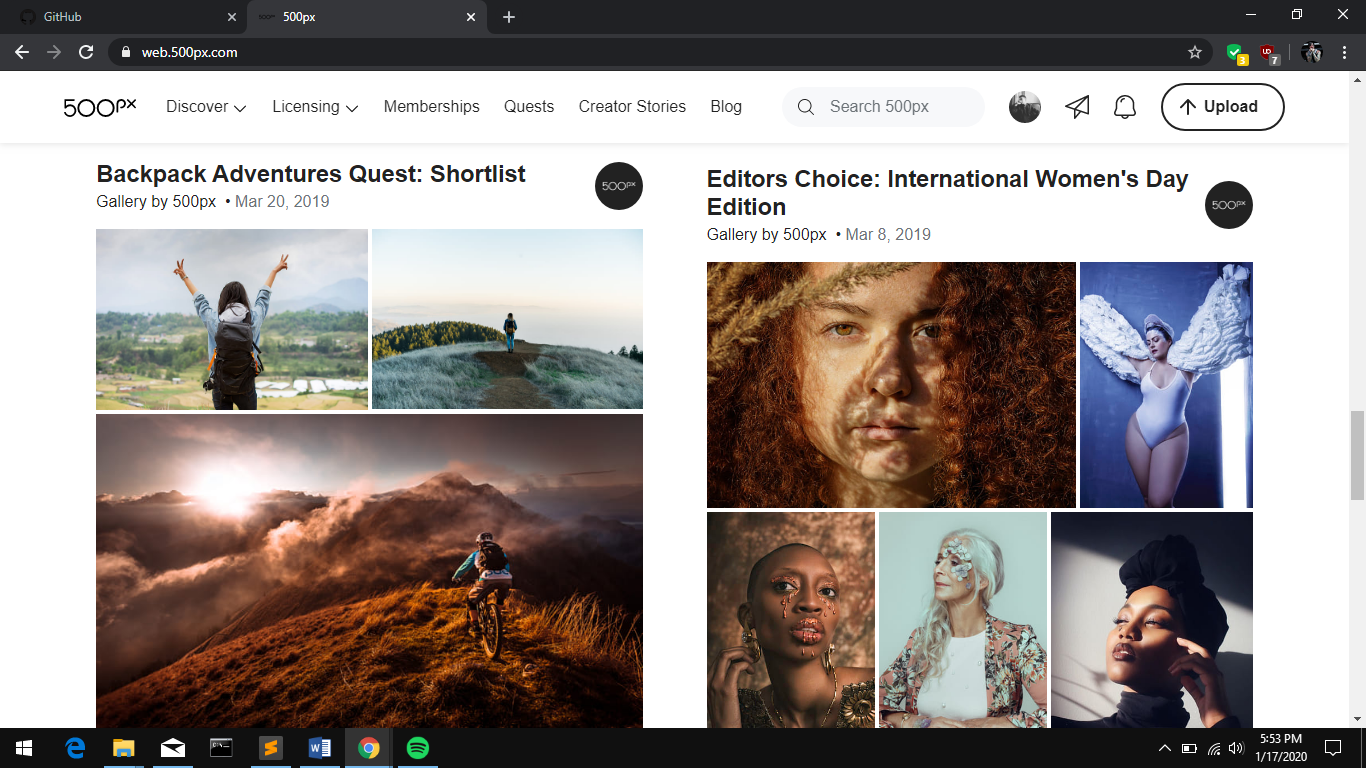 GitHub
500px
web.500px.com
3
7
500px
Discover
Licensing
Memberships
Quests
Creator Stories
Blog
Search 500px
Upload
Backpack Adventures Quest: Shortlist
500px
Gallery by 500px • Mar 20, 2019
Editors Choice: International Women's Day
Edition
500px
Gallery by 500px • Mar 8, 2019
5:53 PM
1/17/2020